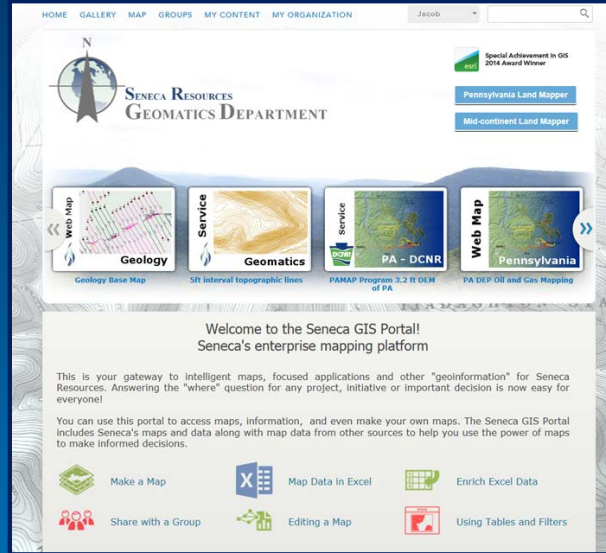 HOME GALLERY MAP GROUPS MY CONTENT MY ORGANIZATION Jacob
N
esri Special Achievement in GIS
2014 Award Winner
SENECA RESOURCES
GEOMATICS DEPARTMENT
Pennsylvania Land Mapper
Mid-continent Land Mapper
Web Map
Geology
Service
Geomatics
Service
DCNR
PA - DCNR
Web Map
Pennsylvania
Geology Base Map
5ft interval topographic lines
PAMAP Program 3.2 ft DEM
of PA
PA DEP Oil and Gas Mapping
Welcome to the Seneca GIS Portal!
Seneca's enterprise mapping platform
This is your gateway to intelligent maps, focused applications and other "geoinformation" for Seneca
Resources. Answering the "where" question for any project, initiative or important decision is now easy for
everyone!
You can use this portal to access maps, information, and even make your own maps. The Seneca GIS Portal
includes Seneca's maps and data along with map data from other sources to help you use the power of maps
to make informed decisions.
Make a Map
Map Data in Excel
Enrich Excel Data
Share with a Group
Editing a Map
Using Tables and Filters